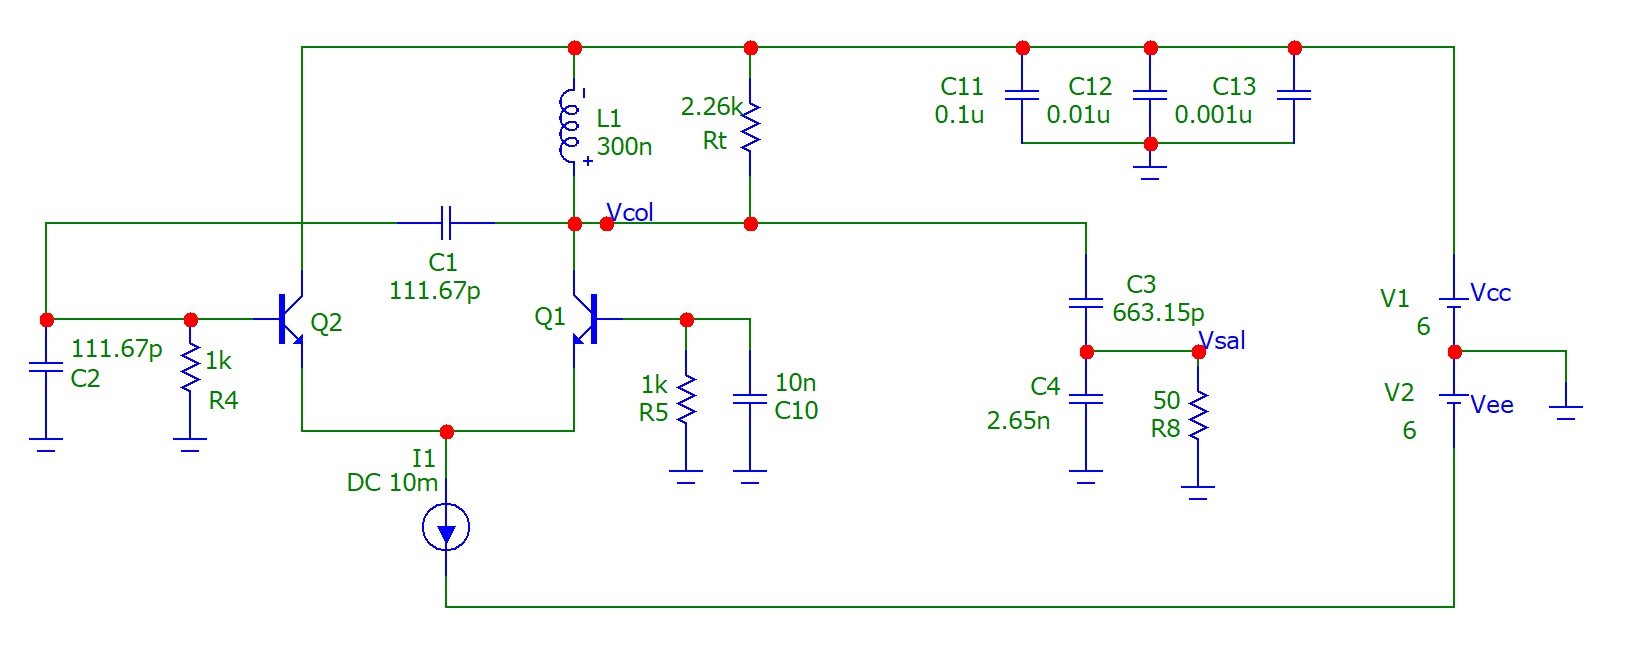 C11
0.1u
C12
0.01u
C13
0.001u
2.26k
Rt
L1
300n
-
+
Vcol
C1
111.67p
Q2
Q1
C3
663.15p
V1
6
Vcc
Vsal
111.67p
C2
1k
R4
1k
R5
10n
C10
C4
2.65n
50
R8
V2
6
Vee
I1
DC 10m